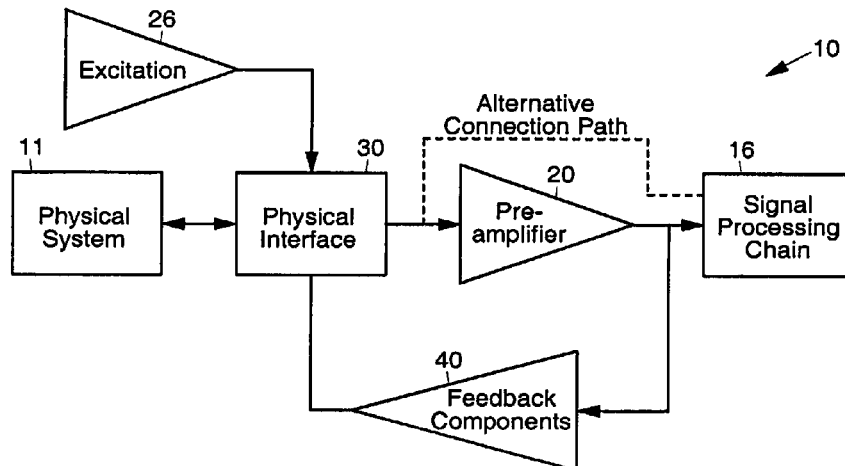 26
Excitation
10
Alternative
Connection Path
11
Physical
System
30
Physical
Interface
20
Pre-
amplifier
16
Signal
Processing
Chain
40
Feedback
Components